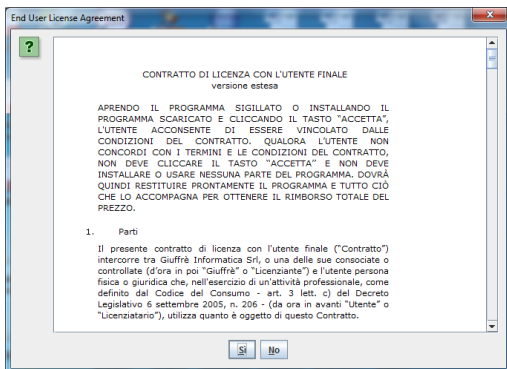 End User License Agreement
?
CONTRATTO DI LICENZA CON L'UTENTE FINALE
versione estesa
APRENDO IL PROGRAMMA SIGILLATO O INSTALLANDO IL
PROGRAMMA SCARICATO E CLICCANDO IL TASTO "ACCETTA",
L'UTENTE ACCONSENTE DI ESSERE VINCOLATO DALLE
CONDIZIONI DEL CONTRATTO. QUALORA L'UTENTE NON
CONCORDI CON I TERMINI E LE CONDIZIONI DEL CONTRATTO,
NON DEVE CLICCARE IL TASTO "ACCETTA" E NON DEVE
INSTALLARE O USARE NESSUNA PARTE DEL PROGRAMMA. DOVRÀ
QUINDI RESTITUIRE PRONTAMENTE IL PROGRAMMA E TUTTO CIÒ
CHE LO ACCOMPAGNA PER OTTENERE IL RIMBORSO TOTALE DEL
PREZZO.
1. Parti
Il presente contratto di licenza con l'utente finale ("Contratto")
intercorre tra Giuffrè Informatica Srl, o una delle sue consociate o
controllate (d'ora in poi "Giuffrè" o "Licenziante") e l'utente persona
fisica o giuridica che, nell'esercizio di un'attività professionale, come
definito dal Codice del Consumo - art. 3 lett. c) del Decreto
Legislativo 6 settembre 2005, n. 206 - (da ora in avanti "Utente" o
"Licenziatario"), utilizza quanto è oggetto di questo Contratto.
Sì No